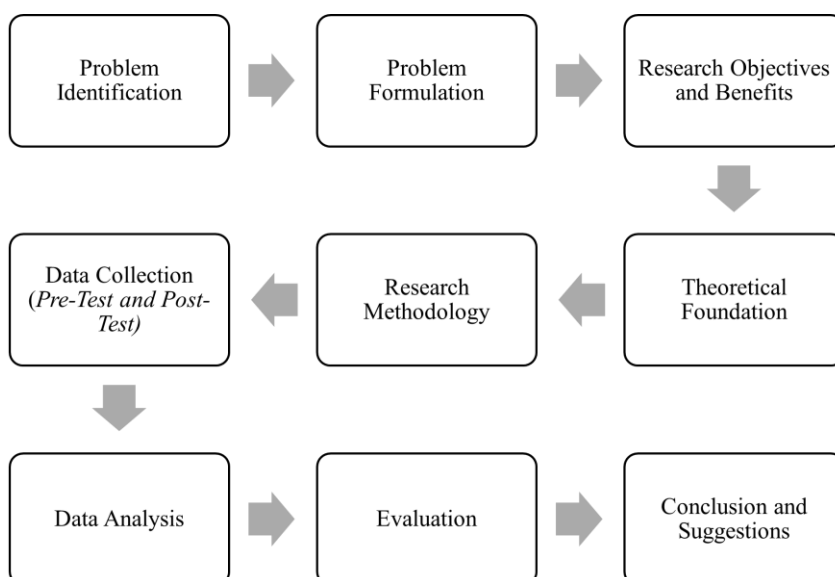 Problem
Identification
Problem
Formulation
Research Objectives
and Benefits
Data Collection
(Pre-Test and Post-
Test)
Research
Methodology
Theoretical
Foundation
Data Analysis
Evaluation
Conclusion and
Suggestions